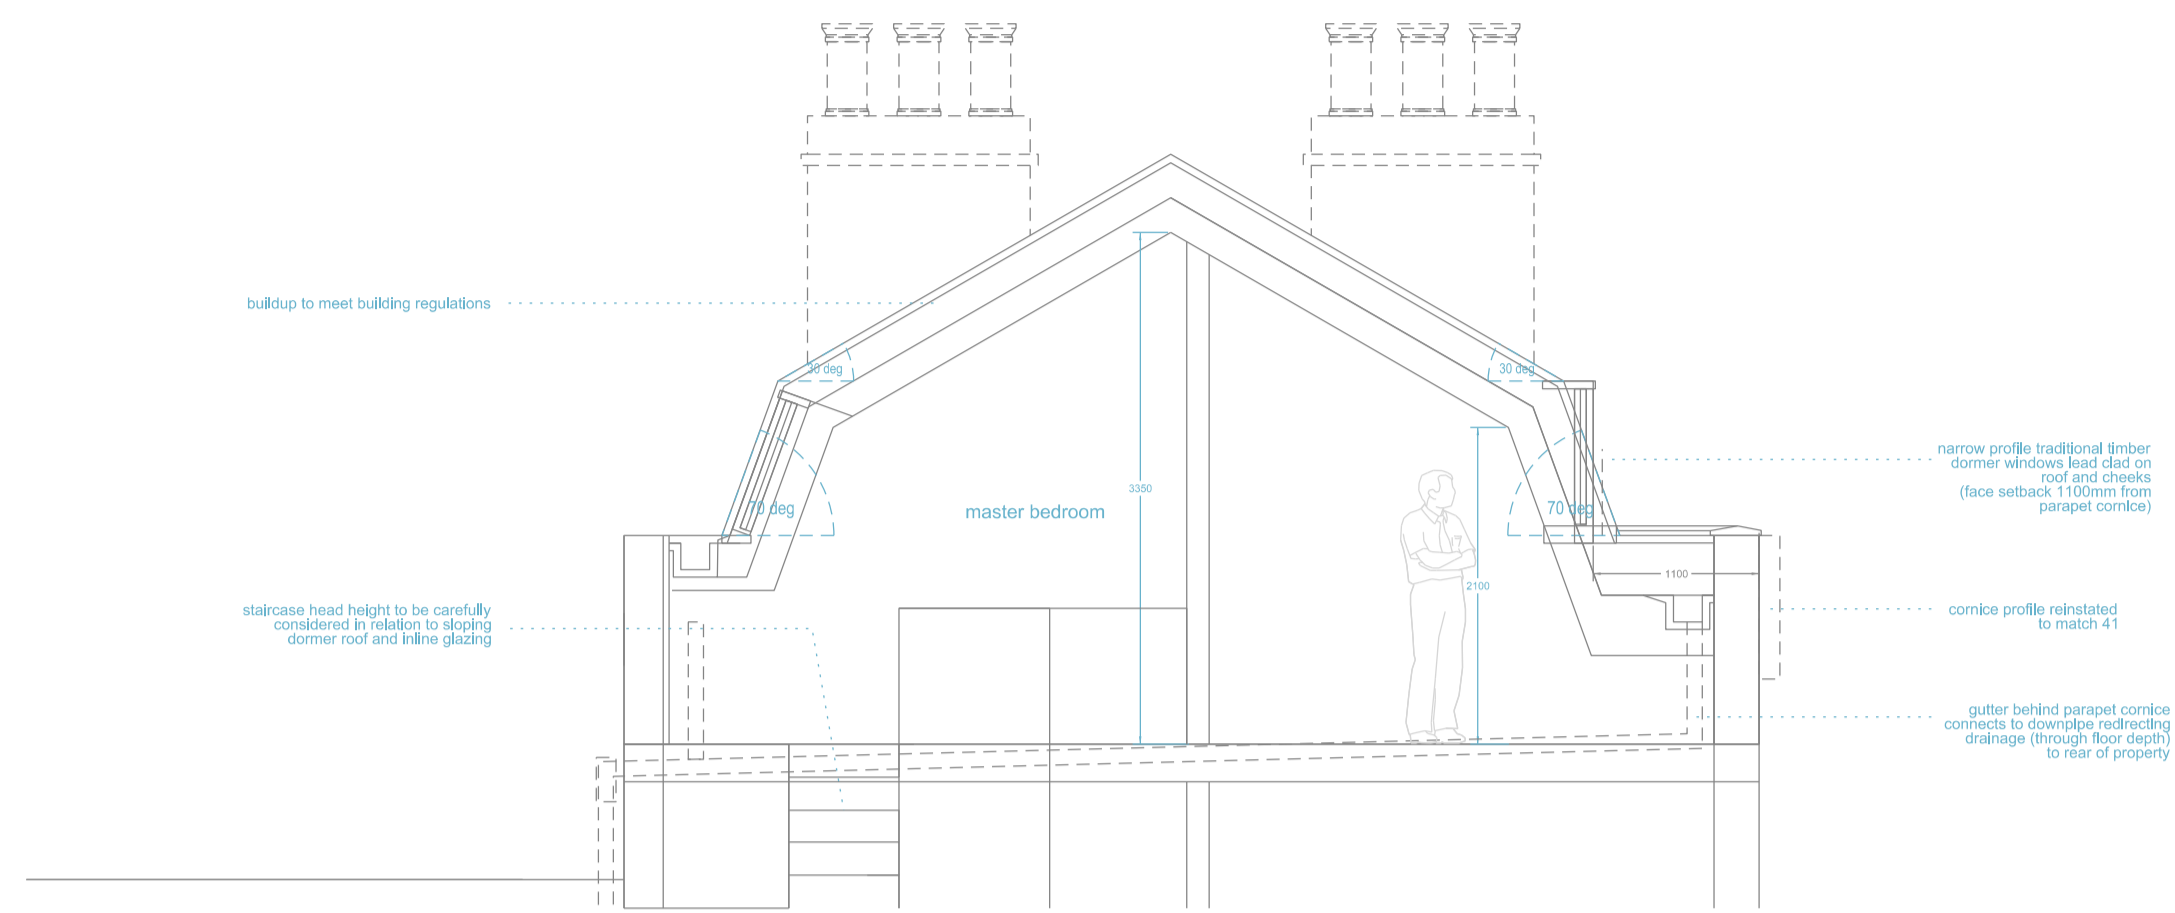 buildup to meet building regulations
30 deg
30 deg
narrow profile traditional timber
dormer windows lead clad on
roof and cheeks
(face setback 1100mm from
parapet cornice)
3350
70 deg
master bedroom
70 deg
1100
2100
staircase head height to be carefully
considered in relation to sloping
dormer roof and inline glazing
cornice profile reinstated
to match 41
gutter behind parapet cornice
connects to downpipe redirecting
drainage (through floor depth)
to rear of property